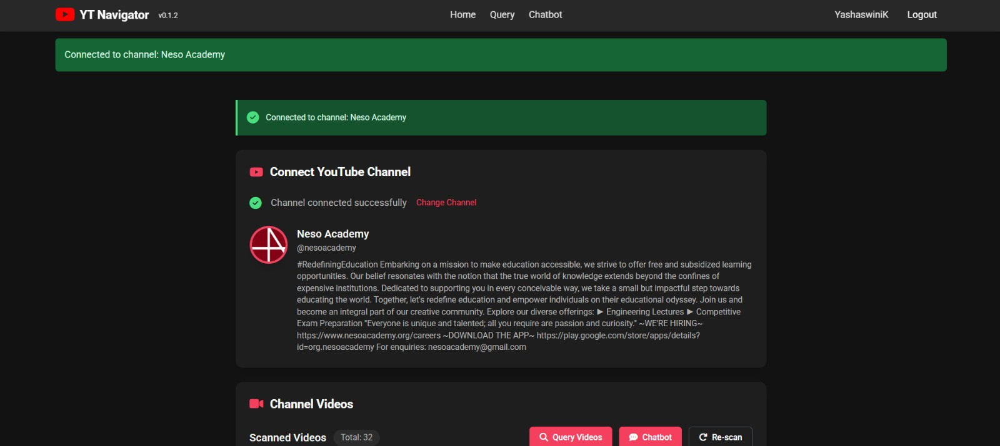 YT Navigator v0.1.2 Home Query Chatbot YashaswiniK Logout
Connected to channel: Neso Academy
Connected to channel: Neso Academy
Connect YouTube Channel
Channel connected successfully Change Channel
Neso Academy
@nesoacademy
#RedefiningEducation Embarking on a mission to make education accessible, we strive to offer free and subsidized learning
opportunities. Our belief resonates with the notion that the true world of knowledge extends beyond the confines of
expensive institutions. Dedicated to supporting you in every conceivable way, we take a small but impactful step towards
educating the world. Together, let's redefine education and empower individuals on their educational odyssey. Join us and
become an integral part of our creative community. Explore our diverse offerings: ► Engineering Lectures ► Competitive
Exam Preparation "Everyone is unique and talented; all you require are passion and curiosity." ~WE'RE HIRING~
https://www.nesoacademy.org/careers ~DOWNLOAD THE APP~ https://play.google.com/store/apps/details?
id=org.nesoacademy For enquiries: nesoacademy@gmail.com
Channel Videos
Scanned Videos Total: 32 Query Videos Chatbot Re-scan